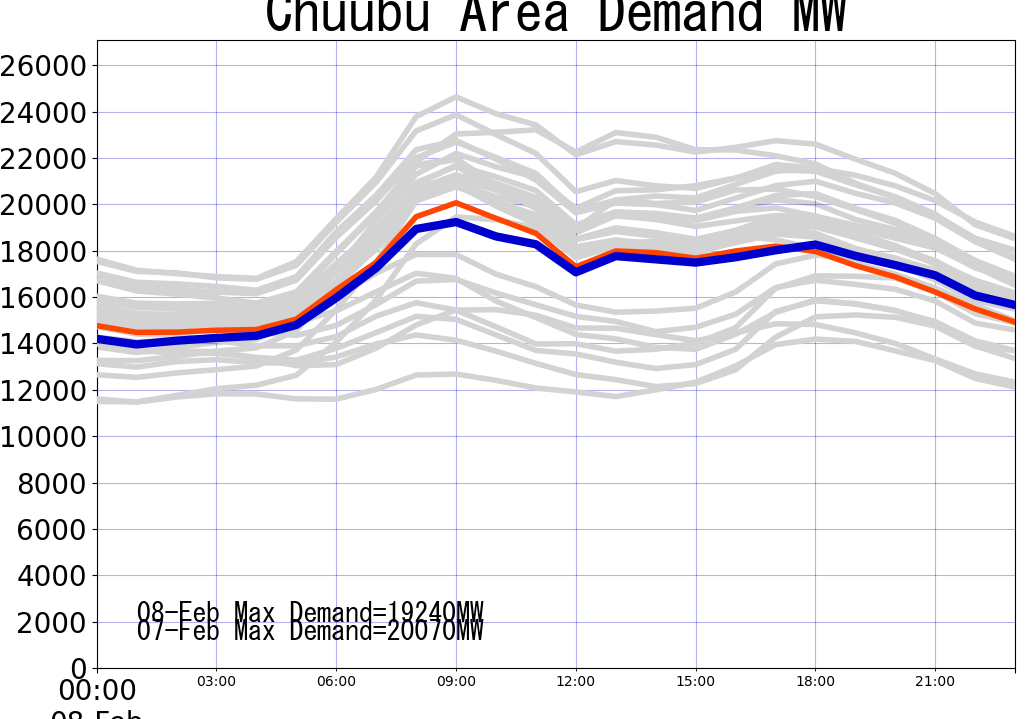 Chuubu Area Demand MW
26000
24000
22000
20000
18000
16000
14000
12000
10000
8000
6000
4000
2000
0
08-Feb Max Demand=19240MW
07-Feb Max Demand=20070MW
00:00 03:00 06:00 09:00 12:00 15:00 18:00 21:00
08-Feb